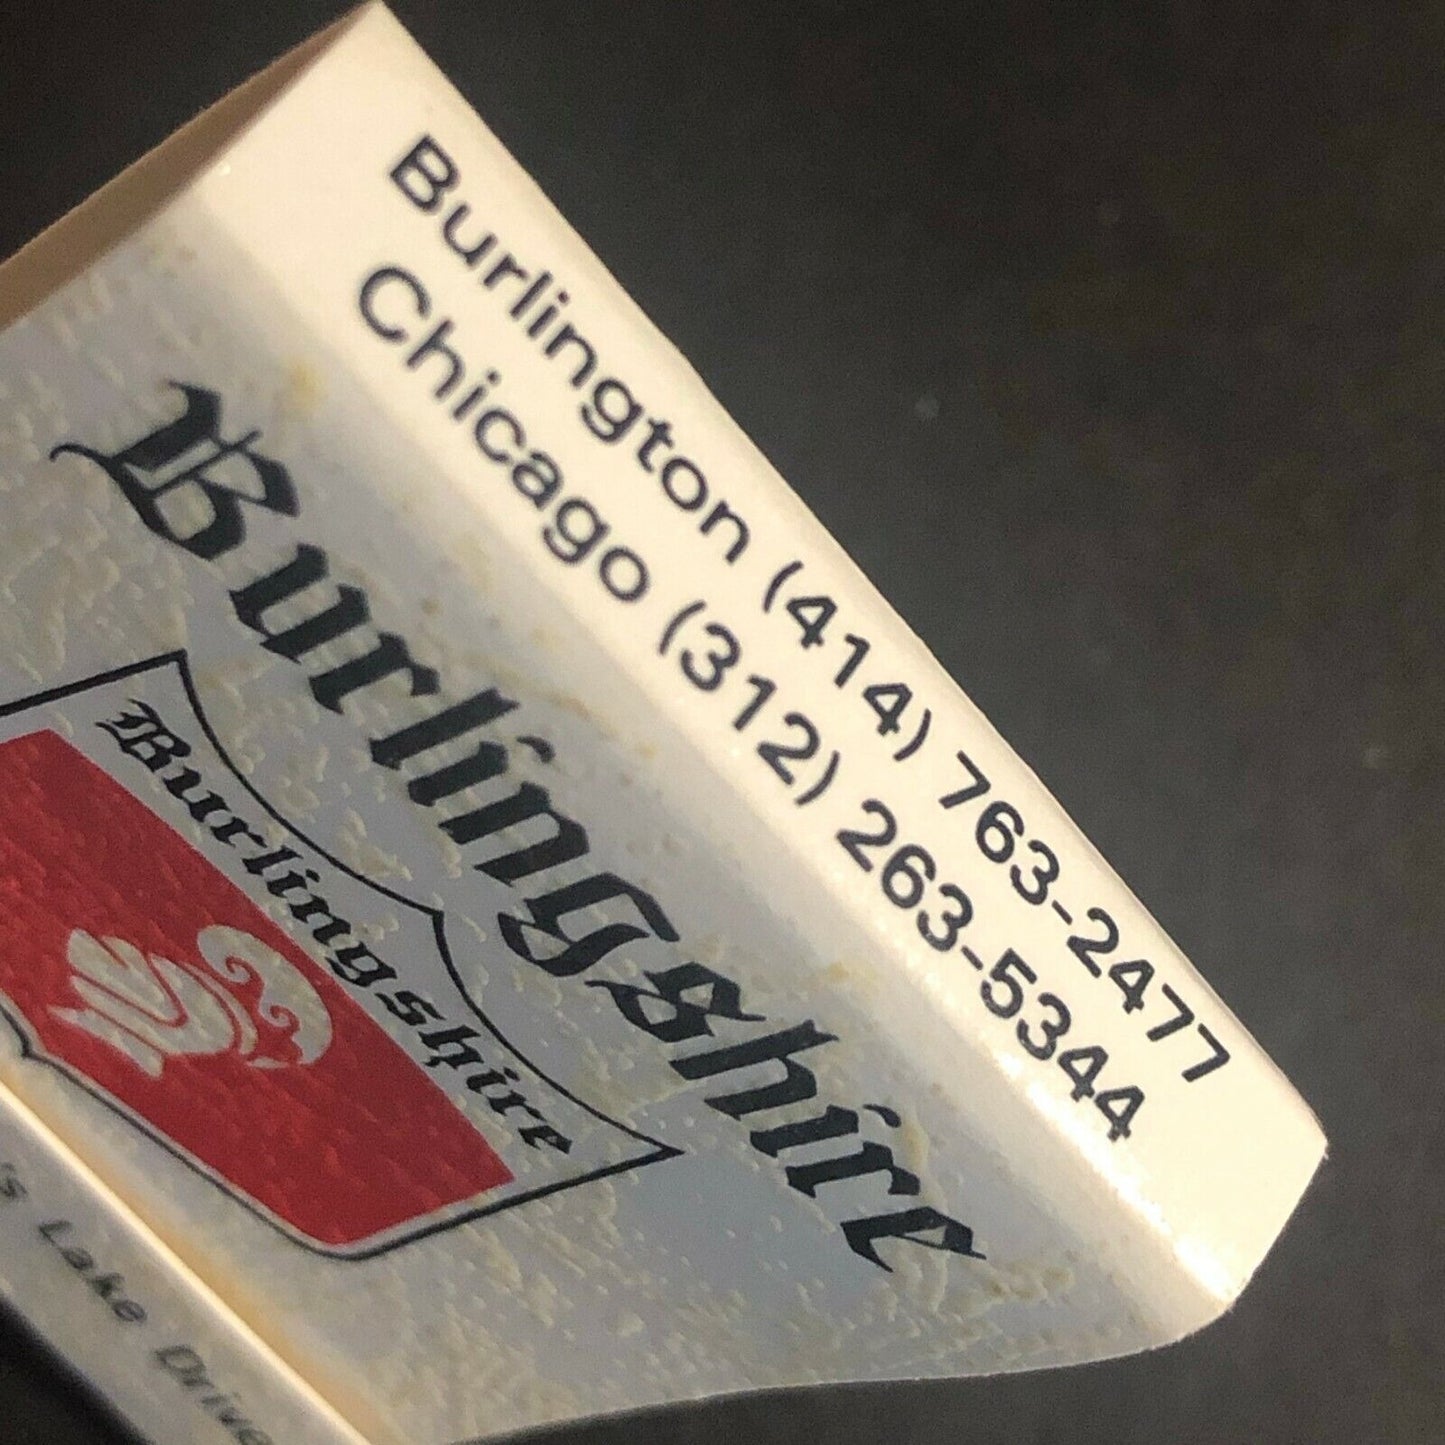 Burlington (414) 763-2477
Chicago (312) 263-5344
Burlingshire
Burlingshire
Lake Drive